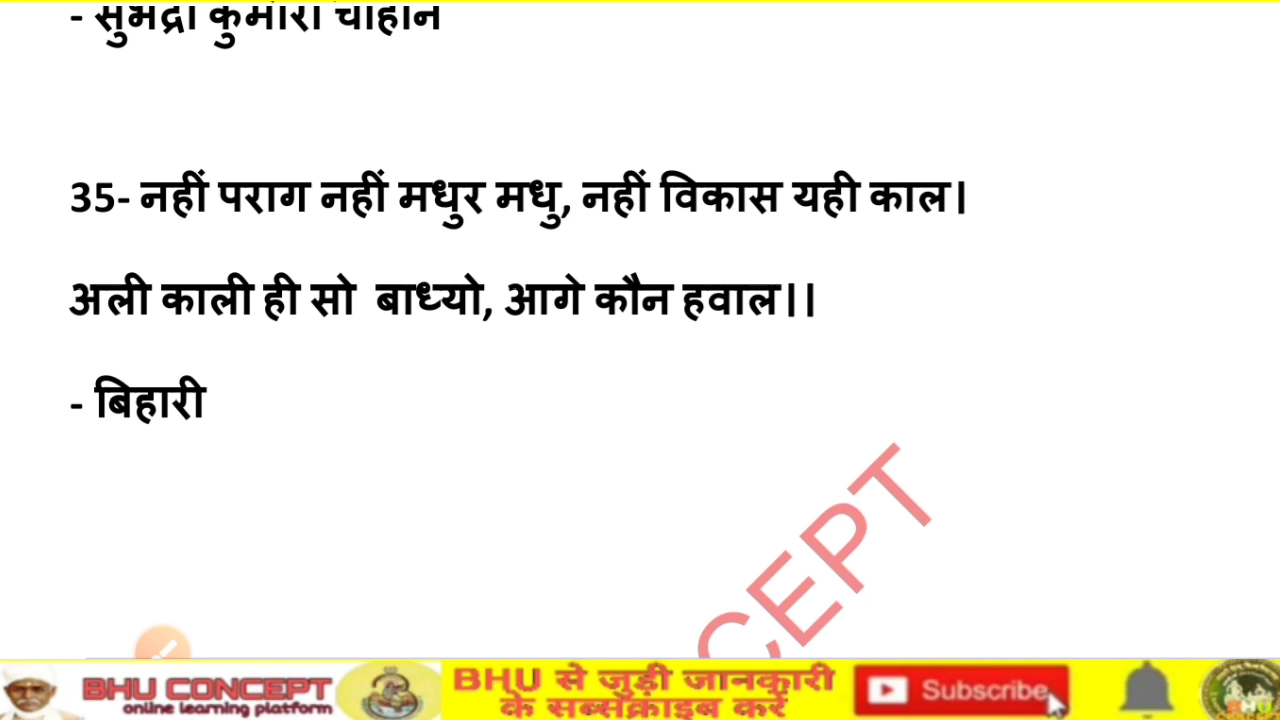 - सुभद्रा कुमारी चौहान
35- नहीं पराग नहीं मधुर मधु, नहीं विकास यही काल।
अली काली ही सो  बाध्यो, आगे कौन हवाल।।
- बिहारी
CEPT
BHU CONCEPT
online learning platform
BHU से जुड़ी जानकारी
के सब्सक्राइब करें
Subscribe